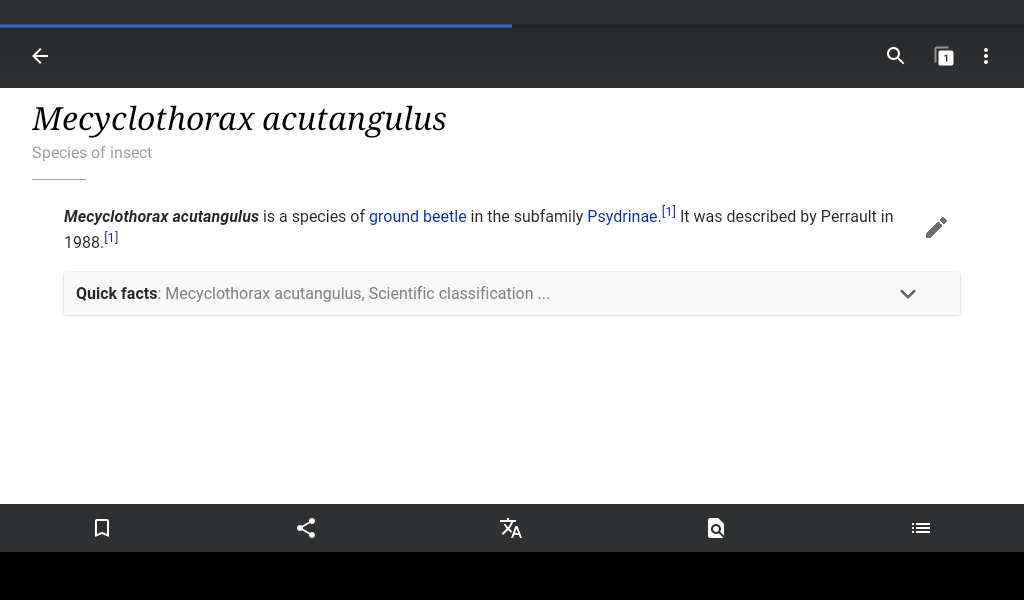 1
Mecyclothorax acutangulus
Species of insect
Mecyclothorax acutangulus is a species of ground beetle in the subfamily Psydrinae.[1] It was described by Perrault in
1988.[1]
Quick facts: Mecyclothorax acutangulus, Scientific classification ...